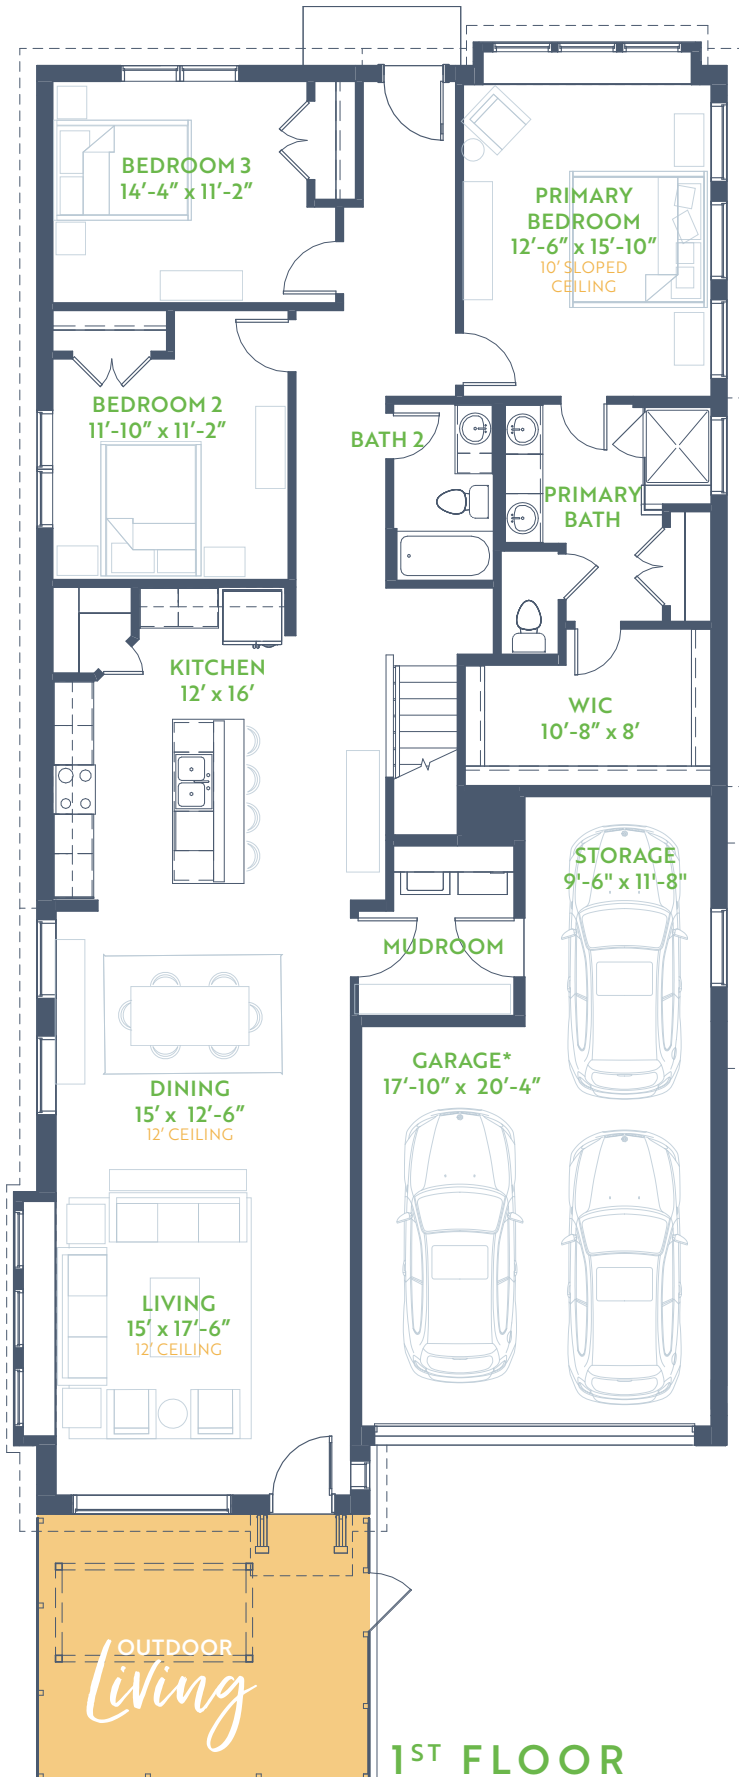 BEDROOM 3
14′-4″ x 11′-2″
PRIMARY
BEDROOM
12′-6″ x 15′-10″
10′ SLOPED
CEILING
BEDROOM 2
11′-10″ x 11′-2″
BATH 2
PRIMARY
BATH
KITCHEN
12′ x 16′
WIC
10′-8″ x 8′
STORAGE
9'-6" x 11'-8"
MUDROOM
GARAGE*
17′-10″ x 20′-4″
DINING
15′ x 12′-6″
12′ CEILING
LIVING
15′ x 17′-6″
12′ CEILING
OUTDOOR
Living
1ST FLOOR